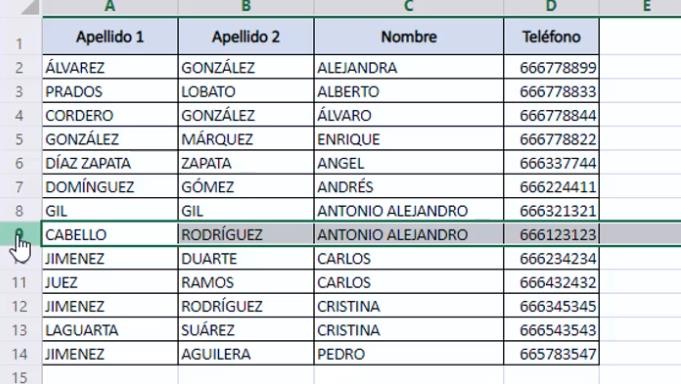 A B C D E
1 Apellido 1 Apellido 2 Nombre Teléfono
2 ÁLVAREZ GONZÁLEZ ALEJANDRA 666778899
3 PRADOS LOBATO ALBERTO 666778833
4 CORDERO GONZÁLEZ ÁLVARO 666778844
5 GONZÁLEZ MÁRQUEZ ENRIQUE 666778822
6 DÍAZ ZAPATA ZAPATA ANGEL 666337744
7 DOMÍNGUEZ GÓMEZ ANDRÉS 666224411
8 GIL GIL ANTONIO ALEJANDRO 666321321
9 CABELLO RODRÍGUEZ ANTONIO ALEJANDRO 666123123
10 JIMENEZ DUARTE CARLOS 666234234
11 JUEZ RAMOS CARLOS 666432432
12 JIMENEZ RODRÍGUEZ CRISTINA 666345345
13 LAGUARTA SUÁREZ CRISTINA 666543543
14 JIMENEZ AGUILERA PEDRO 665783547
15